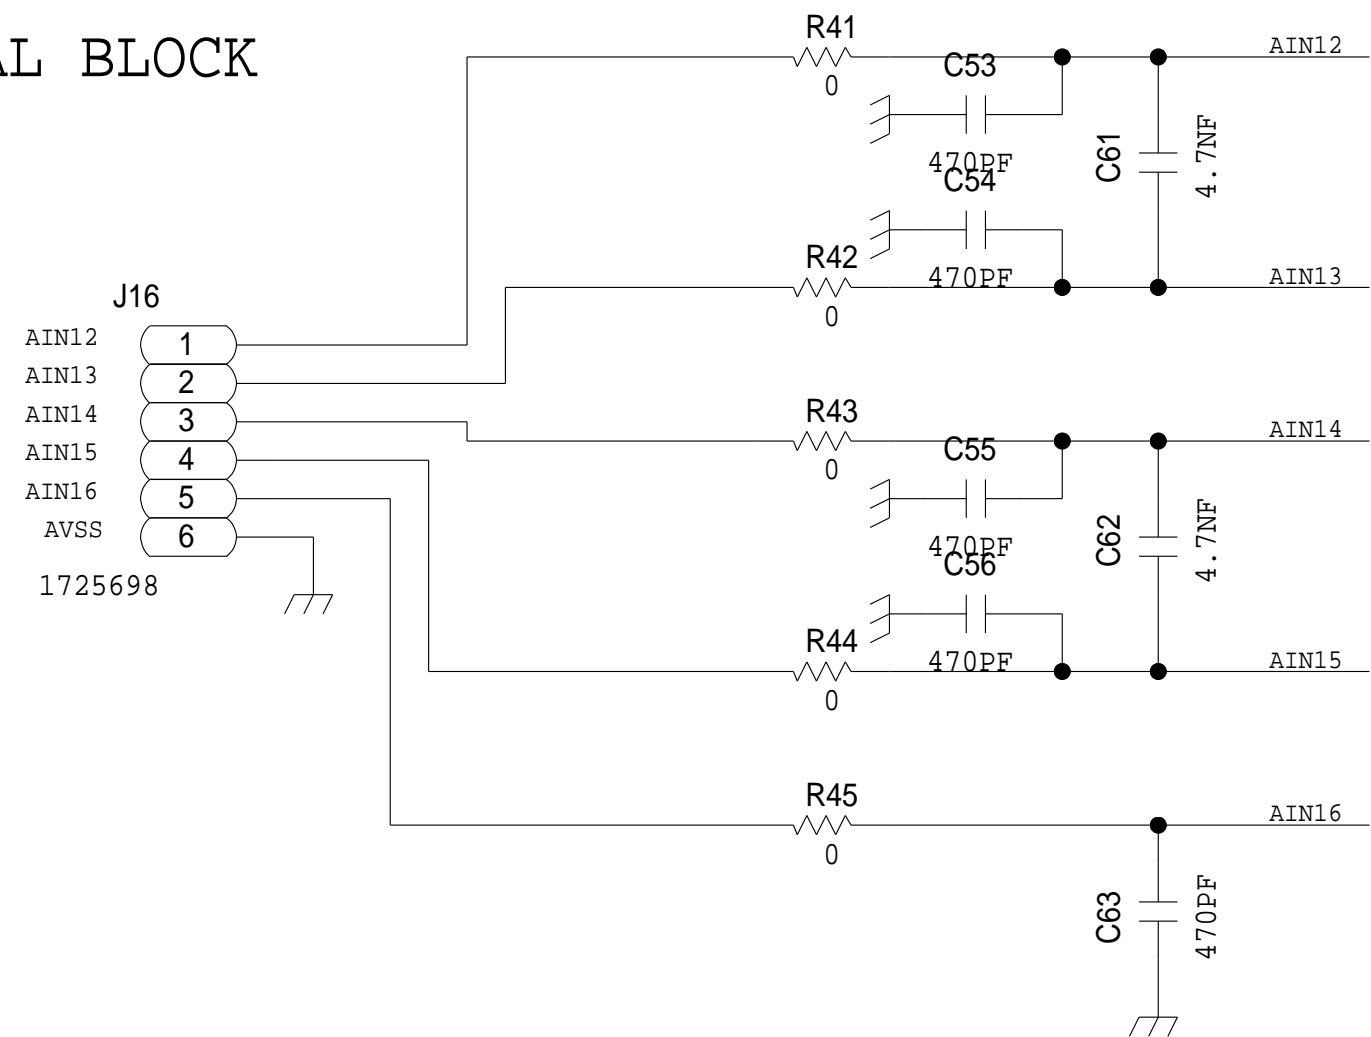 AL BLOCK
R41
0
C53
470PF
AIN12
C61
4.7NF
C54
470PF
R42
0
AIN13
J16
AIN12 1
AIN13 2
AIN14 3
AIN15 4
AIN16 5
AVSS 6
1725698
R43
0
C55
470PF
AIN14
C62
4.7NF
C56
470PF
R44
0
AIN15
R45
0
AIN16
C63
470PF